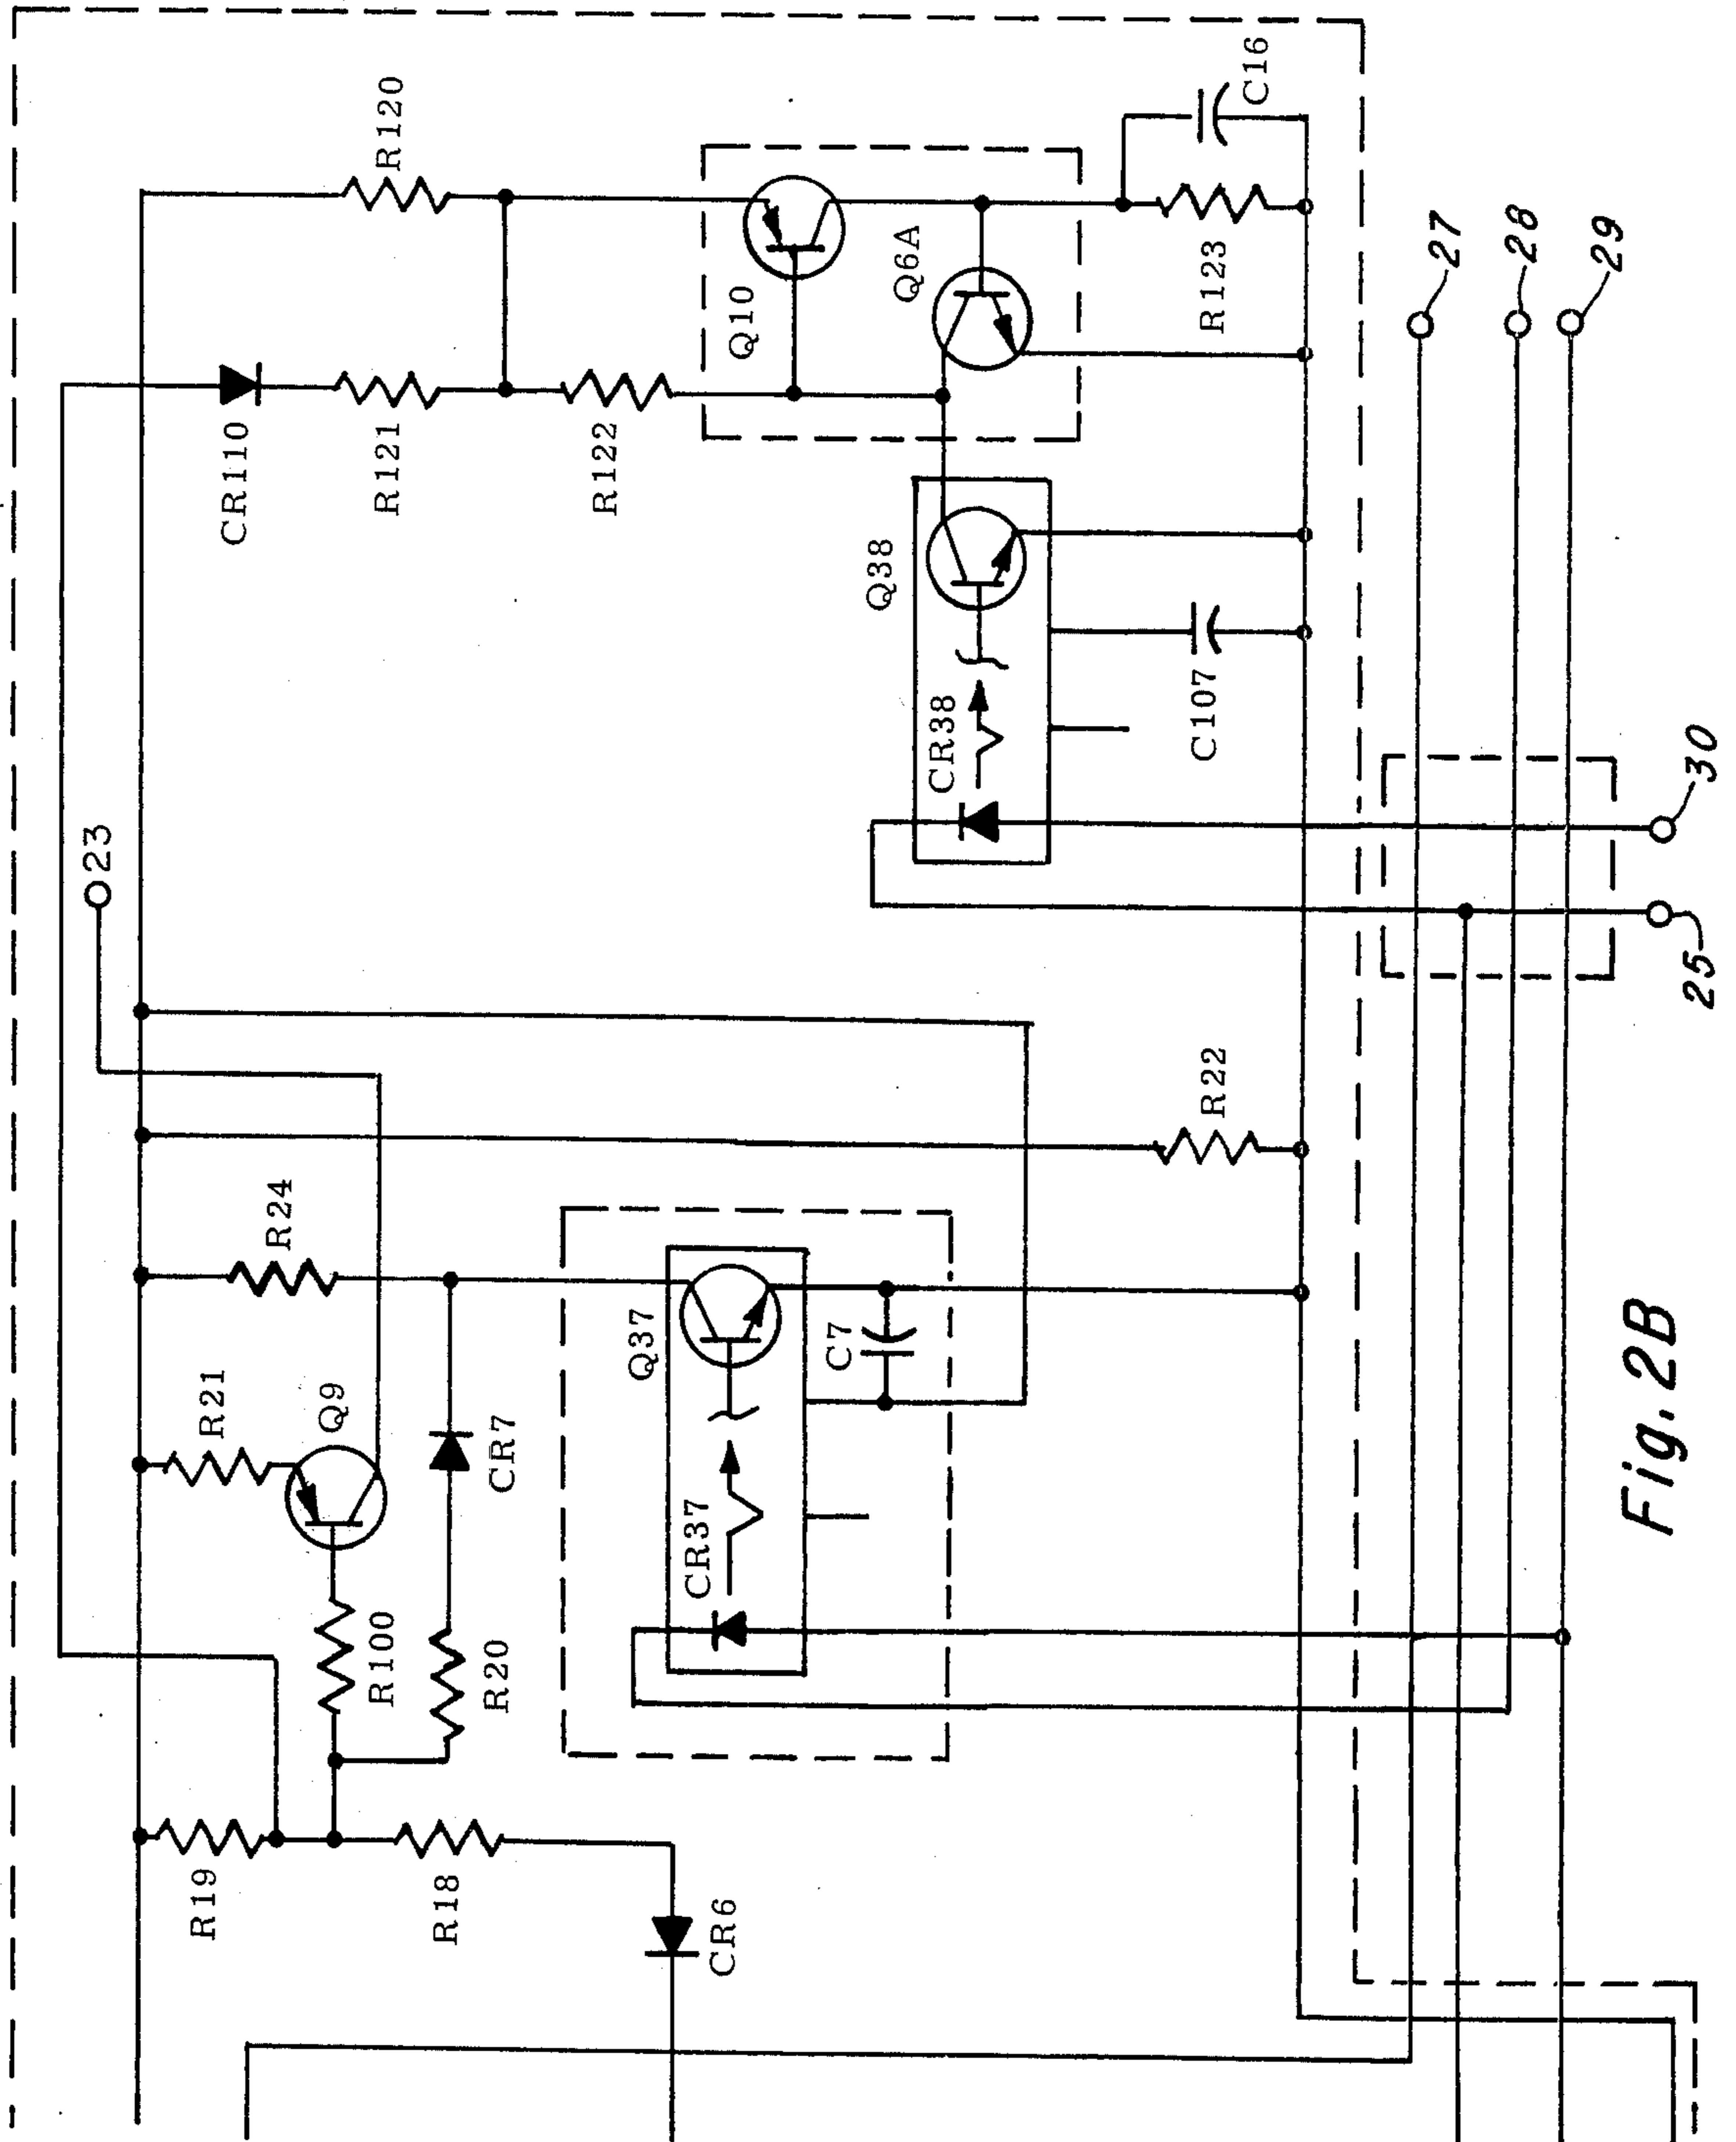 C16
R120
Q10
Q6A
R123
27
28
29
CR110
R121
R122
Q38
CR38
C107
30
25
23
R22
R24
R21
Q9
CR7
Q37
C7
CR37
R100
R20
R19
R18
CR6
Fig. 2B